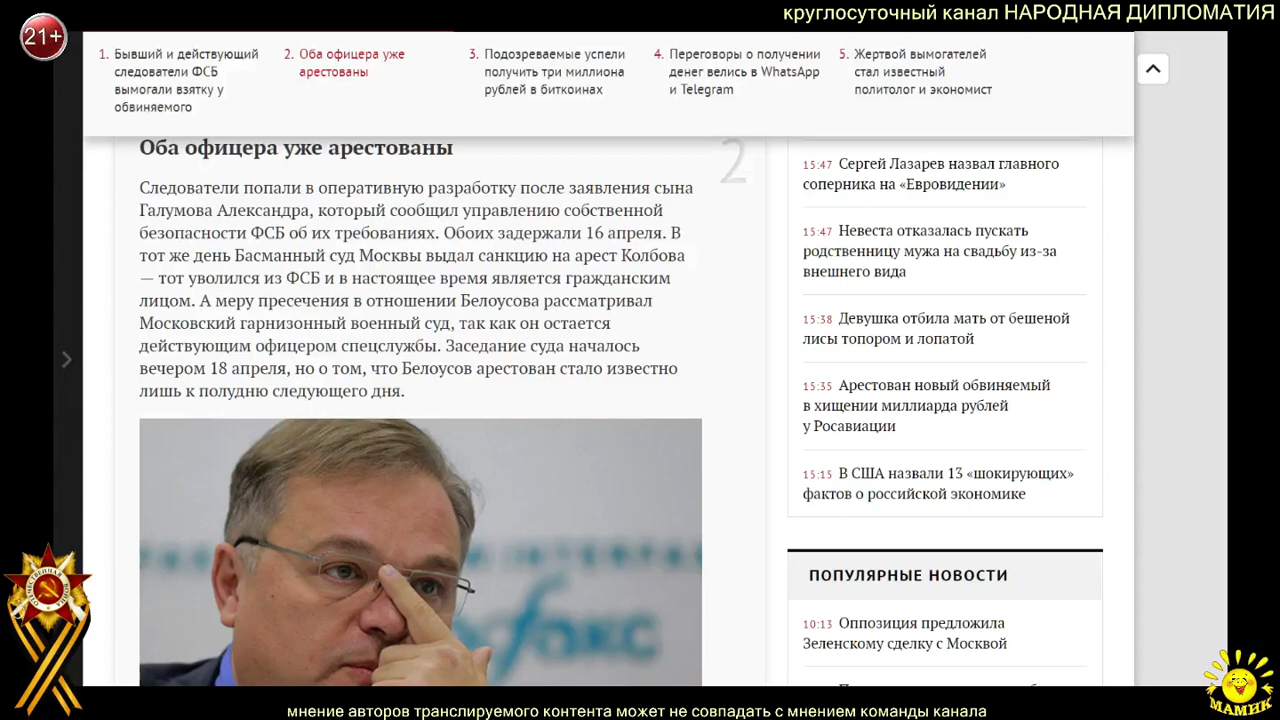 круглосуточный канал НАРОДНАЯ ДИПЛОМАТИЯ
21+
1. Бывший и действующий
следователи ФСБ
вымогали взятку у
обвиняемого
2. Оба офицера уже
арестованы
3. Подозреваемые успели
получить три миллиона
рублей в биткоинах
4. Переговоры о получении
денег велись в WhatsApp
и Telegram
5. Жертвой вымогателей
стал известный
политолог и экономист
Оба офицера уже арестованы
2
Следователи попали в оперативную разработку после заявления сына
Галумова Александра, который сообщил управлению собственной
безопасности ФСБ об их требованиях. Обоих задержали 16 апреля. В
тот же день Басманный суд Москвы выдал санкцию на арест Колбова
— тот уволился из ФСБ и в настоящее время является гражданским
лицом. А меру пресечения в отношении Белоусова рассматривал
Московский гарнизонный военный суд, так как он остается
действующим офицером спецслужбы. Заседание суда началось
вечером 18 апреля, но о том, что Белоусов арестован стало известно
лишь к полудню следующего дня.
15:47 Сергей Лазарев назвал главного
соперника на «Евровидении»
15:47 Невеста отказалась пускать
родственницу мужа на свадьбу из-за
внешнего вида
15:38 Девушка отбила мать от бешеной
лисы топором и лопатой
15:35 Арестован новый обвиняемый
в хищении миллиарда рублей
у Росавиации
15:15 В США назвали 13 «шокирующих»
фактов о российской экономике
ПОПУЛЯРНЫЕ НОВОСТИ
10:13 Оппозиция предложила
Зеленскому сделку с Москвой
ОТЕЧЕСТВЕННАЯ ВОЙНА
МАМИК
мнение авторов транслируемого контента может не совпадать с мнением команды канала